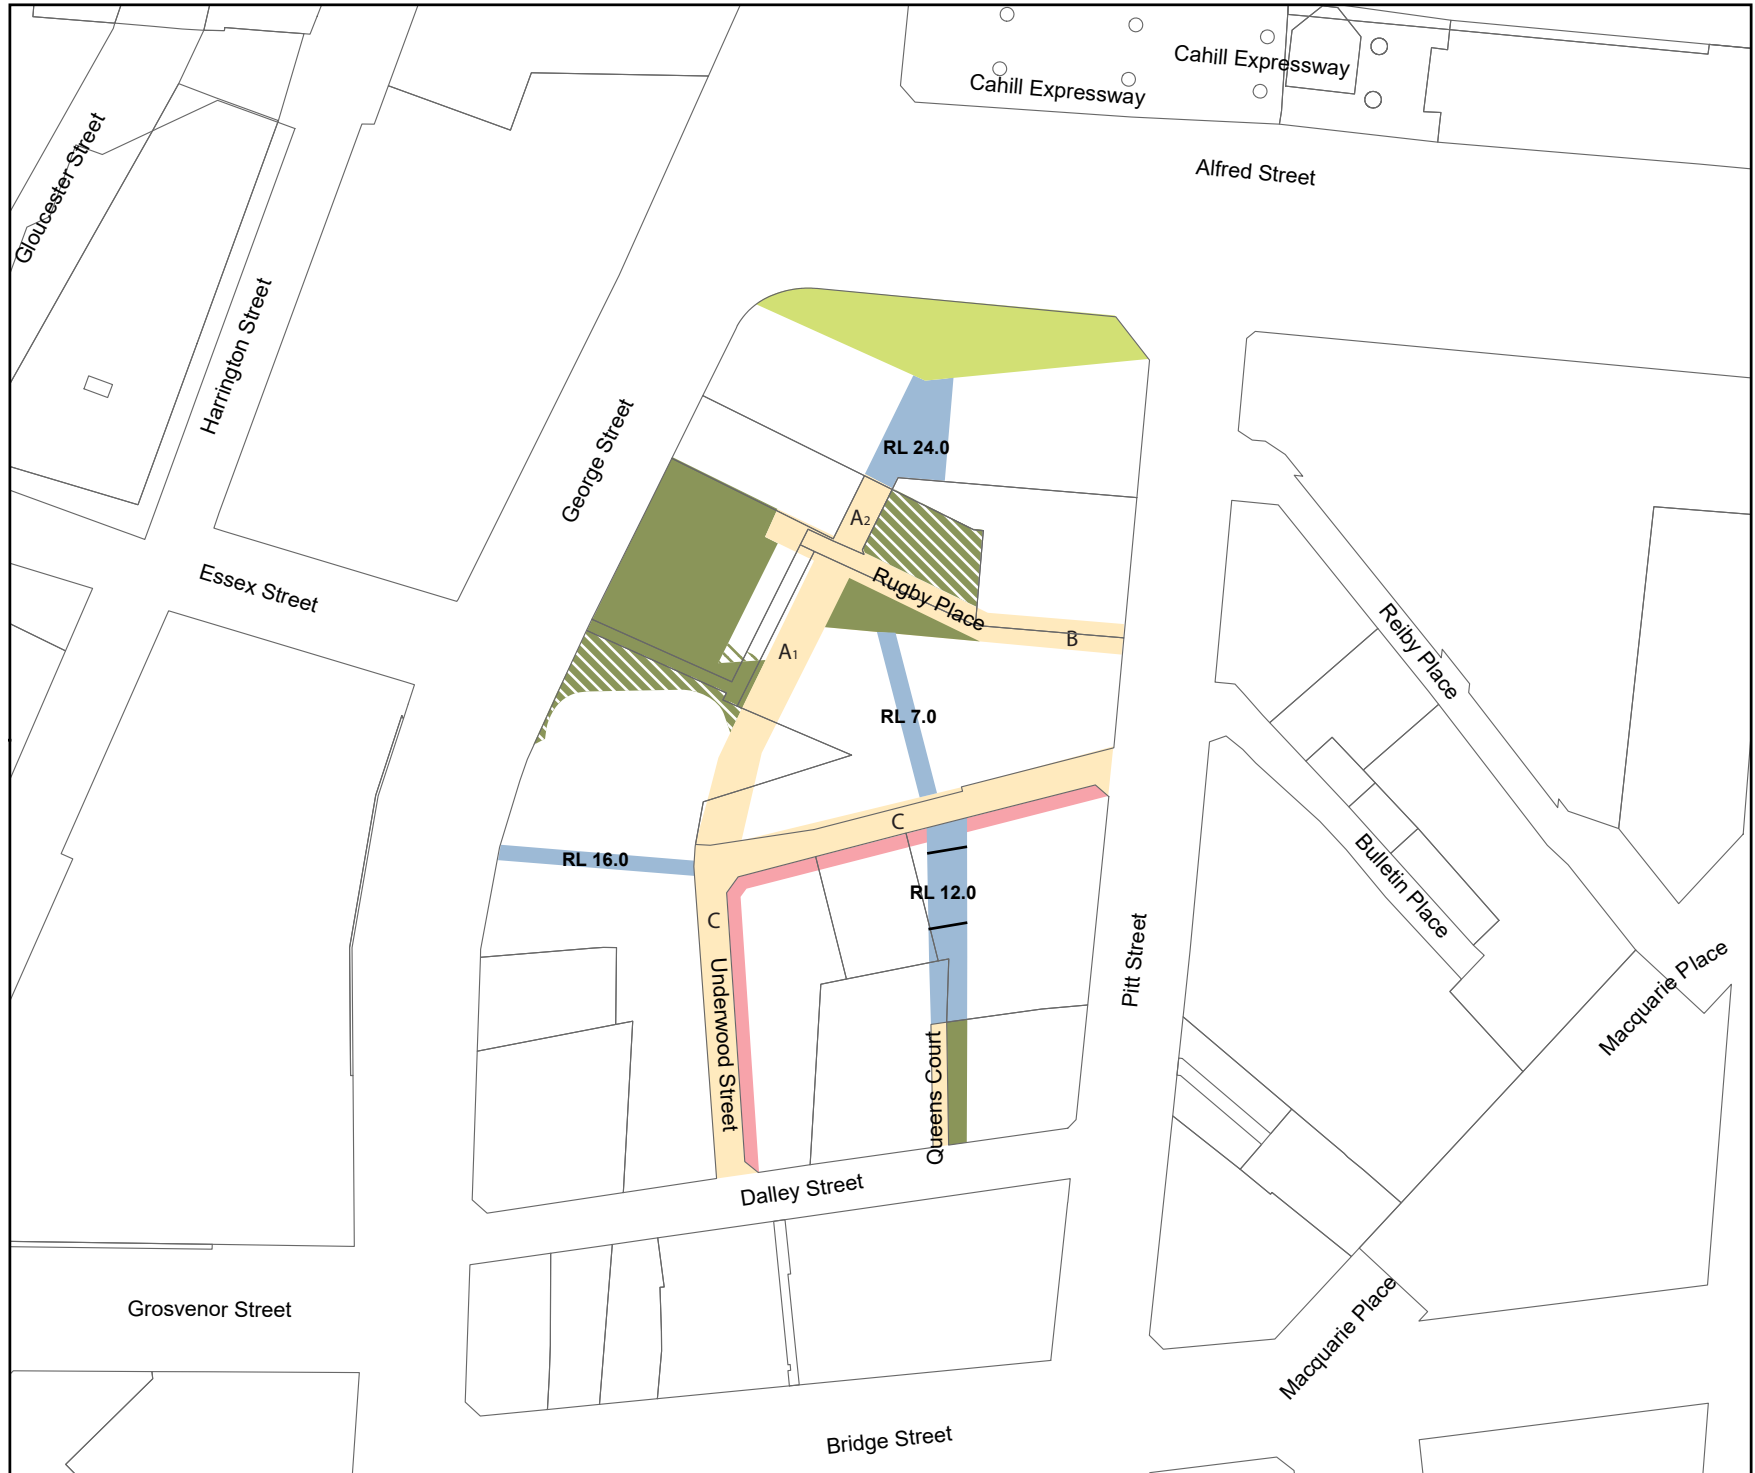 Cahill Expressway
Cahill Expressway
Alfred Street
Gloucester Street
Harrington Street
George Street
RL 24.0
A2
Essex Street
Rugby Place
B
A1
Reiby Place
RL 7.0
C
RL 16.0
RL 12.0
Bulletin Place
C
Pitt Street
Macquarie Place
Underwood Street
Queens Court
Dalley Street
Grosvenor Street
Macquarie Place
Bridge Street